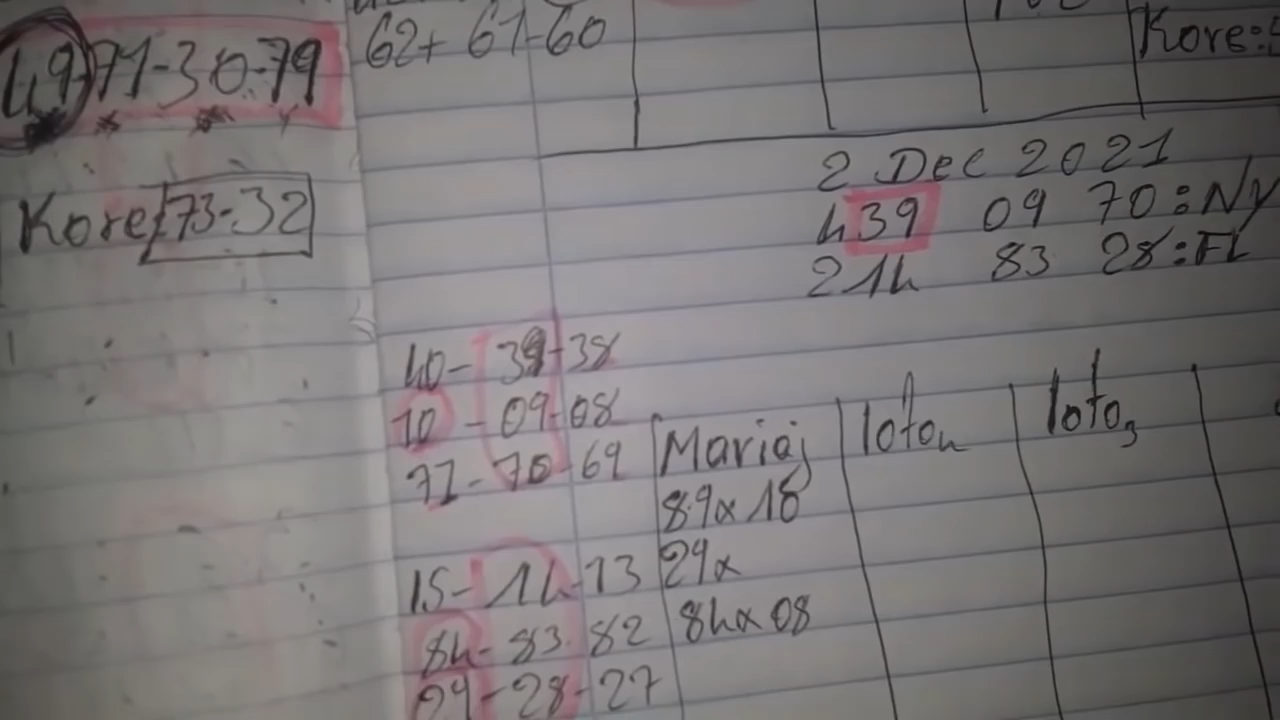 49-71-30-79
Kore 73-32
62+ 61-60
Kore:
2 Dec 2021
439 09 70:NY
214 83 28:FL
40-39-38
10-09-08
71-70-69
15-14-13
84-83-82
29-28-27
Mariaj loto4 loto3
89x18
29x
84x08